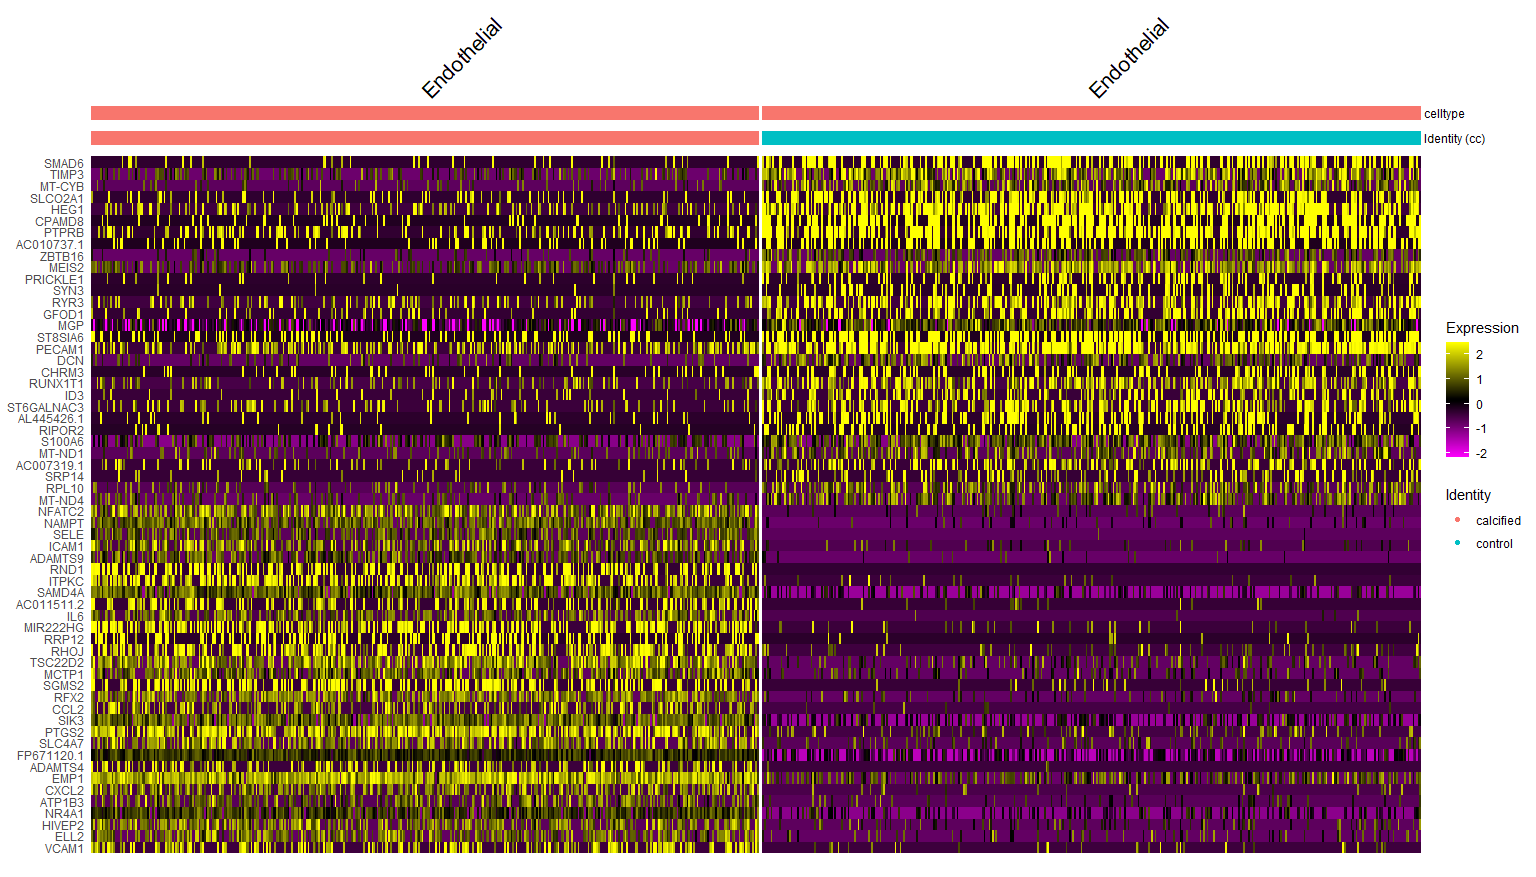 Endothelial
Endothelial
celltype
Identity (cc)
SMAD6
TIMP3
MT-CYB
SLCO2A1
HEG1
CPAMD8
PTPRB
AC010737.1
ZBTB16
MEIS2
PRICKLE1
SYN3
RYR3
GFOD1
MGP
ST8SIA6
PECAM1
DCN
CHRM3
RUNX1T1
ID3
ST6GALNAC3
AL445426.1
RIPOR2
S100A6
MT-ND1
AC007319.1
SRP14
RPL10
MT-ND4
NFATC2
NAMPT
SELE
ICAM1
ADAMTS9
RND1
ITPKC
SAMD4A
AC011511.2
IL6
MIR222HG
RRP12
RHOJ
TSC22D2
MCTP1
SGMS2
RFX2
CCL2
SIK3
PTGS2
SLC4A7
FP671120.1
ADAMTS4
EMP1
CXCL2
ATP1B3
NR4A1
HIVEP2
ELL2
VCAM1
Expression
2
1
0
-1
-2
Identity
calcified
control